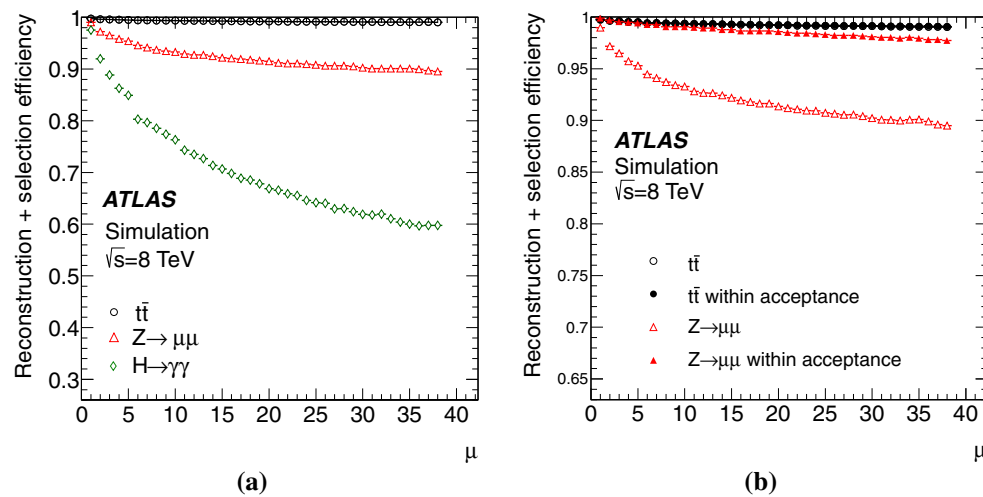 Reconstruction + selection efficiency
1
0.9
0.8
0.7
0.6
0.5
0.4
0.3
ATLAS
Simulation
√s=8 TeV
tt̄
Z→ μμ
H→γγ
0 5 10 15 20 25 30 35 40
μ
(a)
Reconstruction + selection efficiency
1
0.95
0.9
0.85
0.8
0.75
0.7
0.65
ATLAS
Simulation
√s=8 TeV
tt̄
tt̄ within acceptance
Z→μμ
Z→μμ within acceptance
0 5 10 15 20 25 30 35 40
μ
(b)